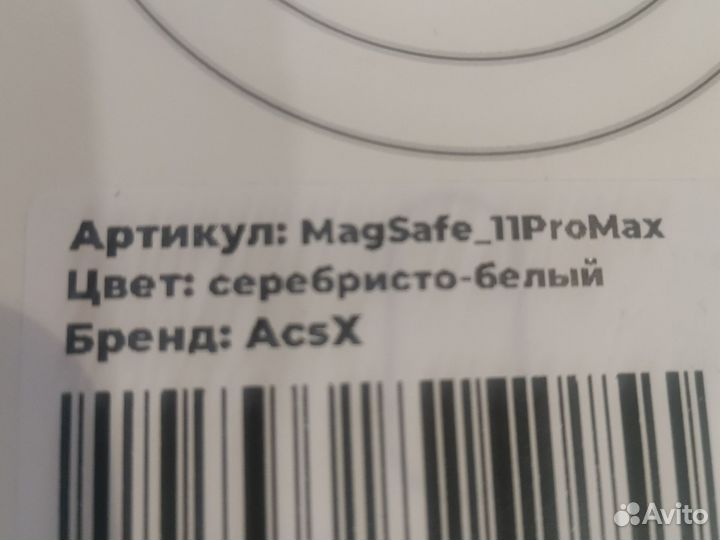 Артикул: MagSafe_11ProMax
Цвет: серебристо-белый
Бренд: AcsX
Avito